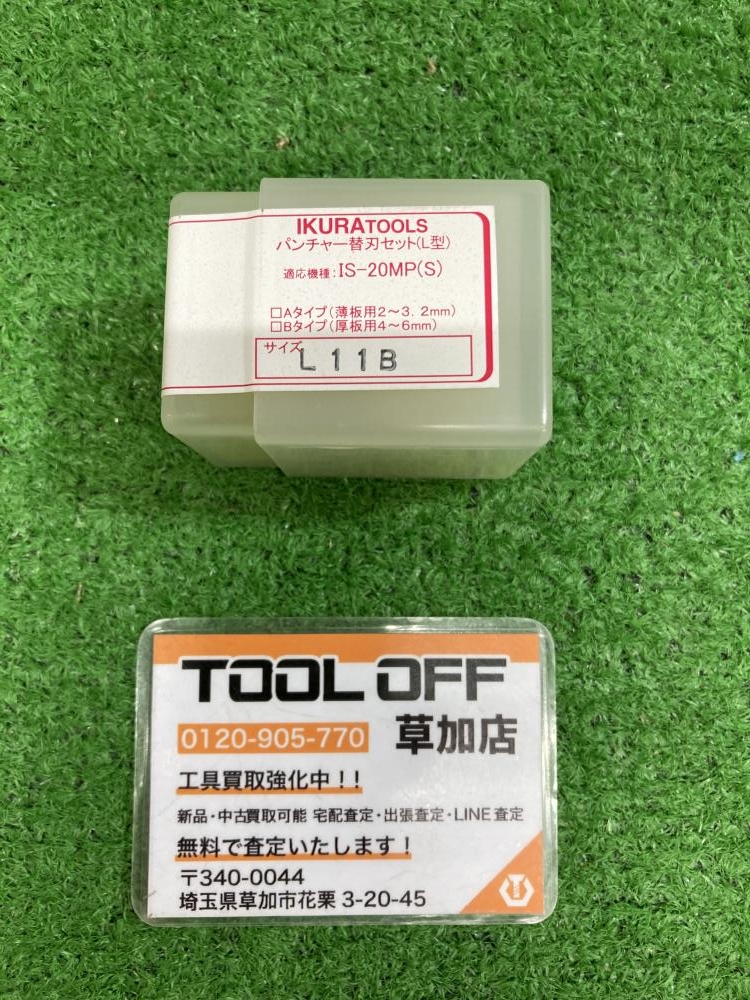 IKURATOOLS
パンチャー替刃セット(L型)
適応機種:IS-20MP(S)
□Aタイプ(薄板用2～3.2mm)
□Bタイプ(厚板用4～6mm)
サイズ
L11B
TOOL OFF
0120-905-770 草加店
工具買取強化中!!
新品・中古買取可能 宅配査定・出張査定・LINE査定
無料で査定いたします!
〒340-0044
埼玉県草加市花栗3-20-45